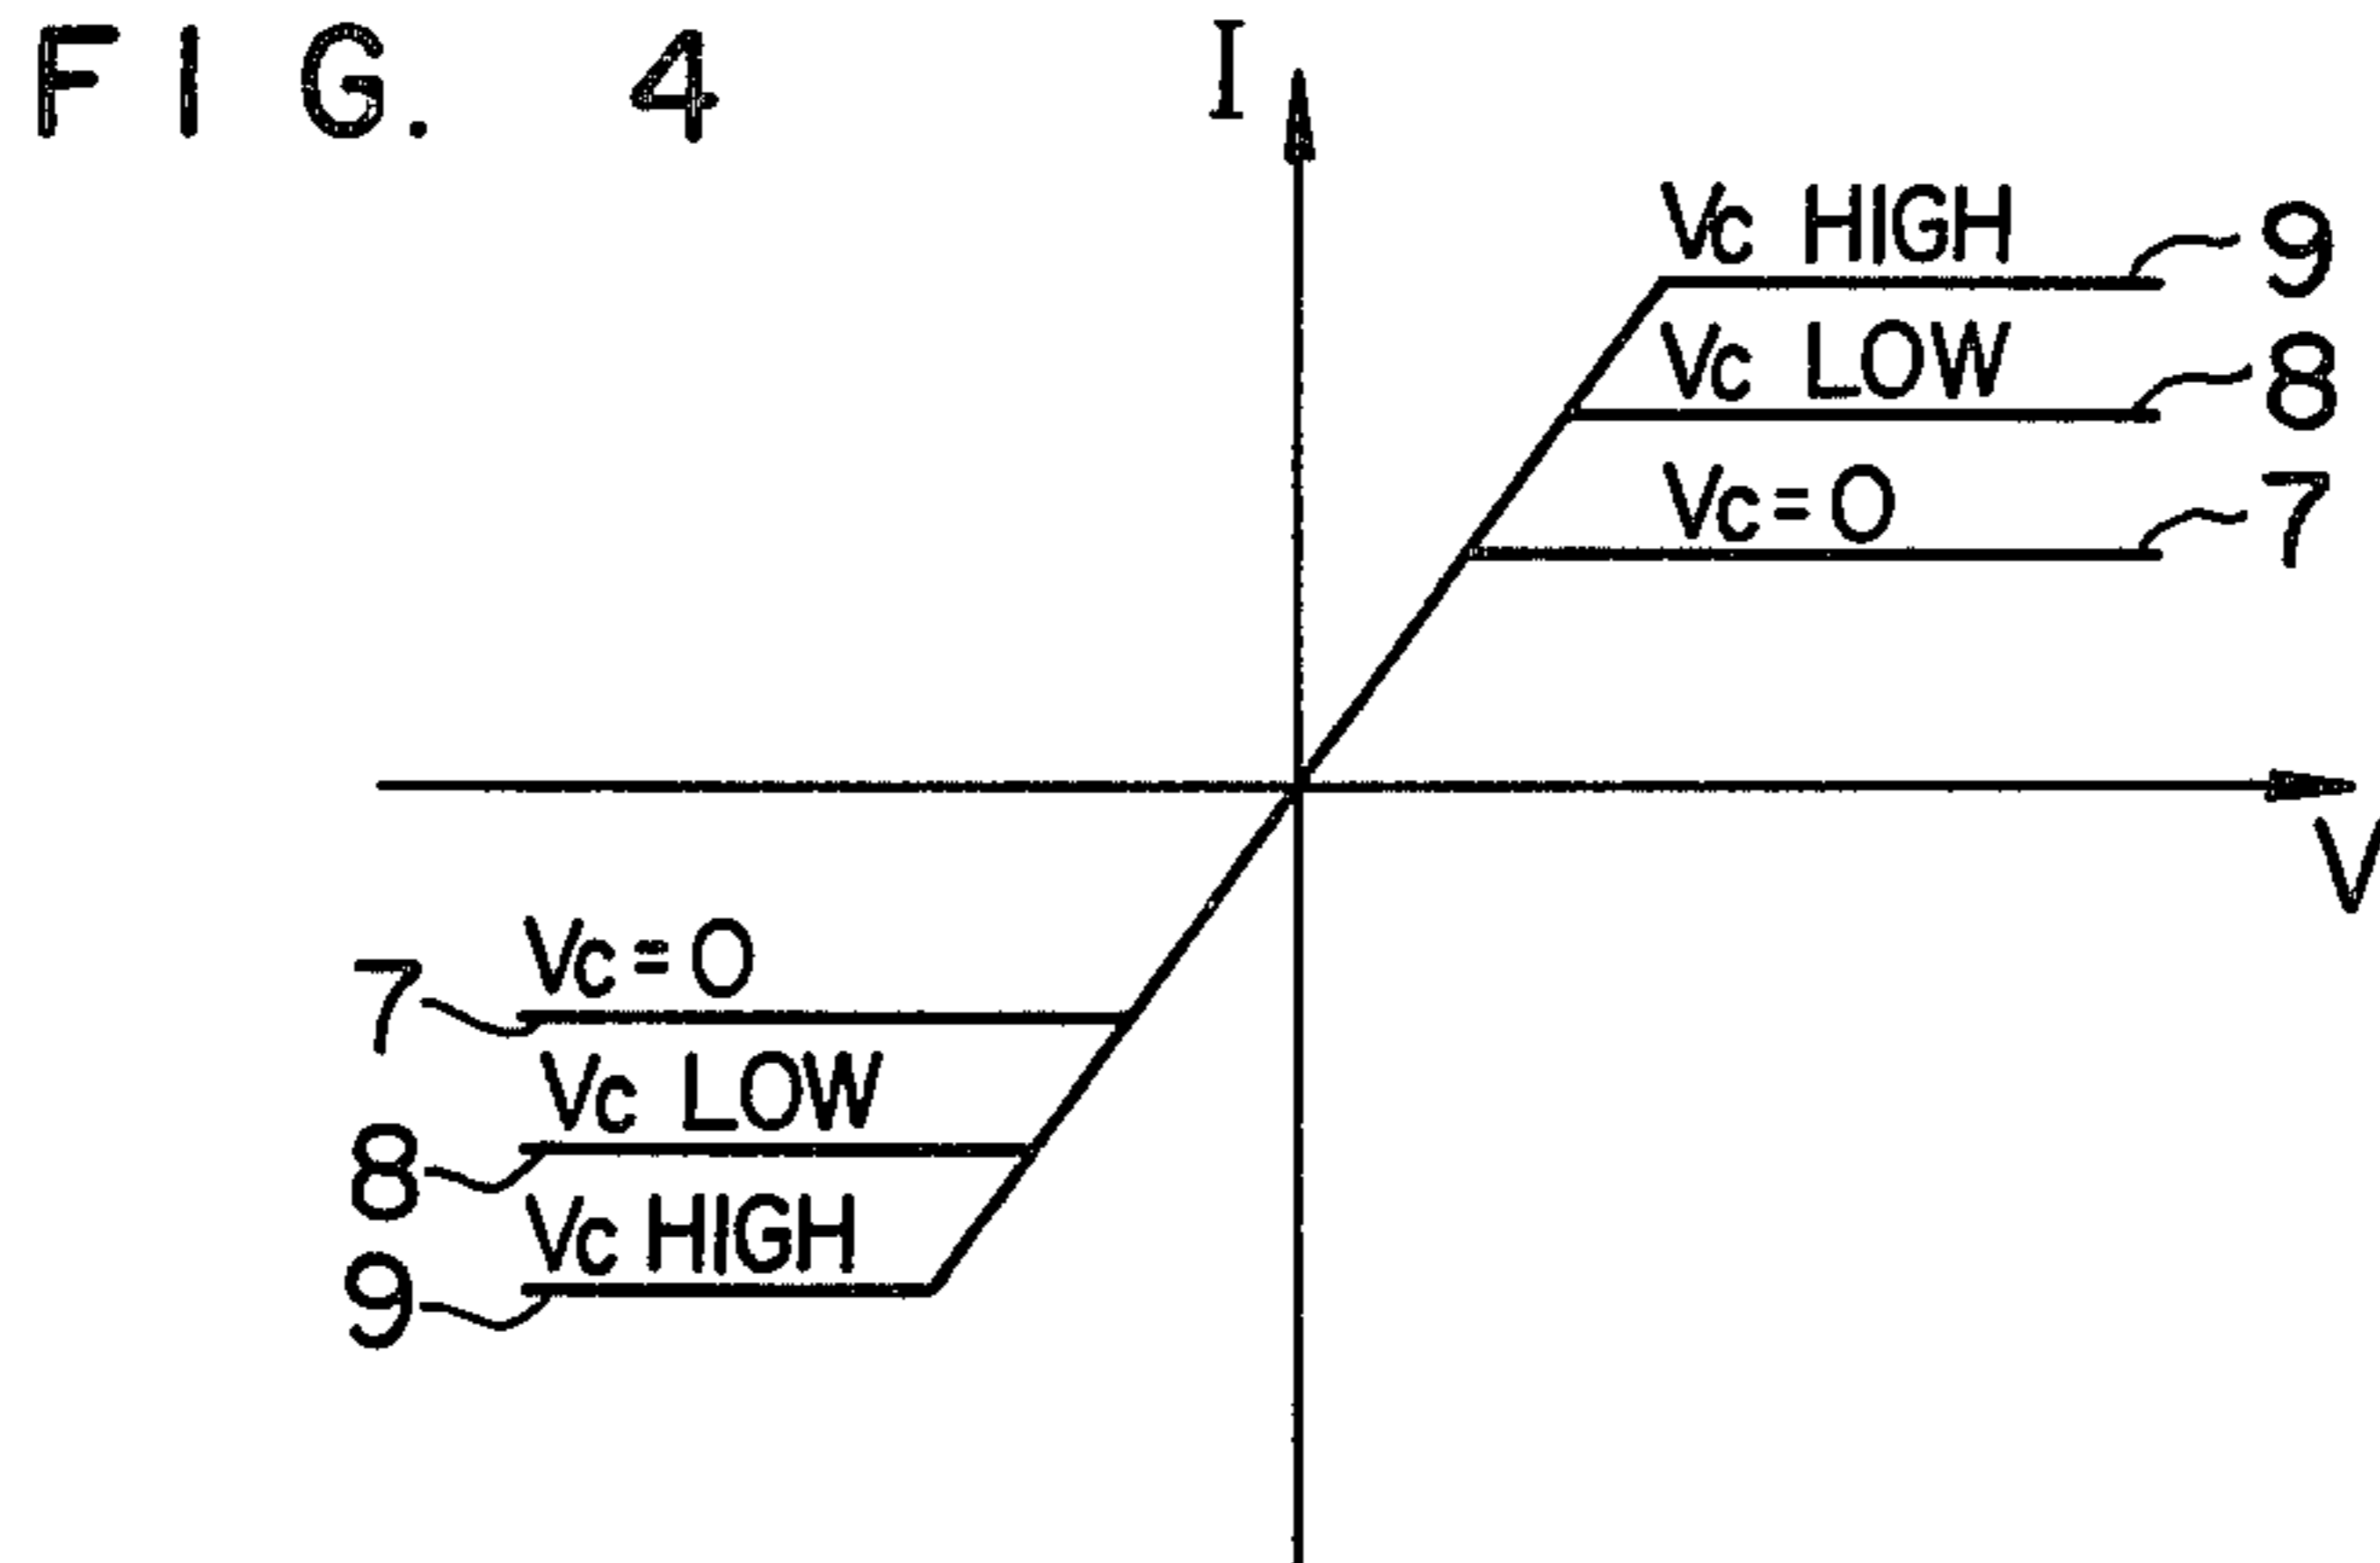 FIG. 4
I
Vc HIGH 9
Vc LOW 8
Vc = 0 7
V
7 Vc = 0
8 Vc LOW
9 Vc HIGH